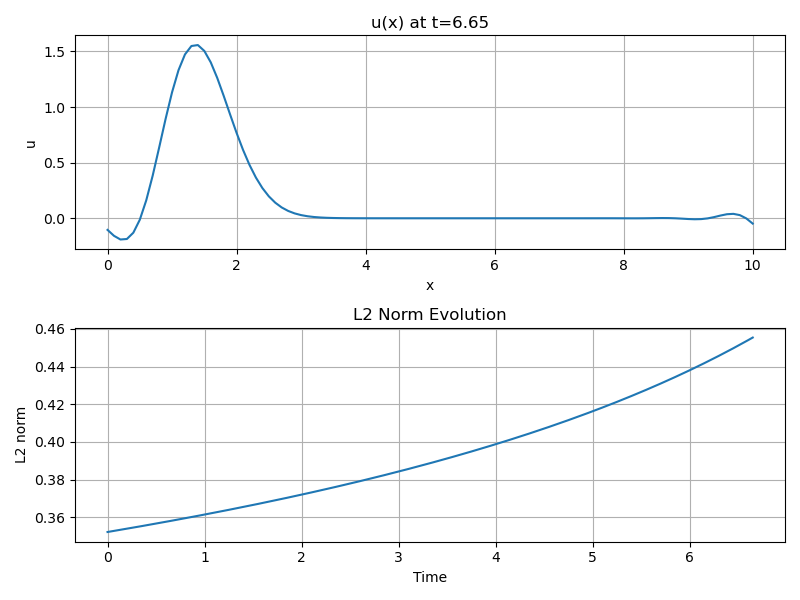 u(x) at t=6.65
1.5
1.0
0.5
0.0
u
0 2 4 6 8 10
x
L2 Norm Evolution
0.46
0.44
0.42
0.40
0.38
0.36
L2 norm
0 1 2 3 4 5 6
Time